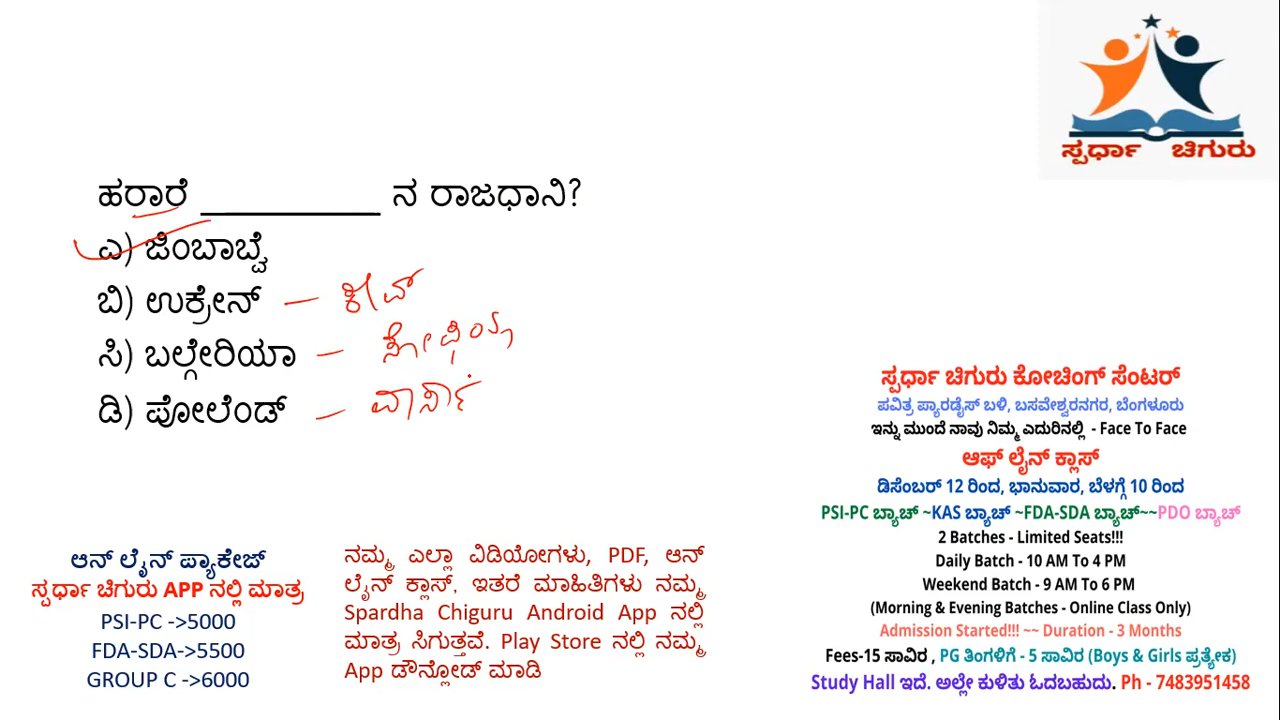 ಸ್ಪರ್ಧಾ ಚಿಗುರು
ಹರಾರೆ __________ ನ ರಾಜಧಾನಿ?
ಎ) ಜಿಂಬಾಬ್ವೆ
ಬಿ) ಉಕ್ರೇನ್ – ಕೀವ್
ಸಿ) ಬಲ್ಗೇರಿಯಾ – ಸೋಫಿಯಾ
ಡಿ) ಪೋಲೆಂಡ್ – ವಾರ್ಸಾ
ಆನ್ ಲೈನ್ ಪ್ಯಾಕೇಜ್
ಸ್ಪರ್ಧಾ ಚಿಗುರು APP ನಲ್ಲಿ ಮಾತ್ರ
PSI-PC ->5000
FDA-SDA->5500
GROUP C ->6000
ನಮ್ಮ ಎಲ್ಲಾ ವಿಡಿಯೋಗಳು, PDF, ಆನ್
ಲೈನ್ ಕ್ಲಾಸ್. ಇತರೆ ಮಾಹಿತಿಗಳು ನಮ್ಮ
Spardha Chiguru Android App ನಲ್ಲಿ
ಮಾತ್ರ ಸಿಗುತ್ತವೆ. Play Store ನಲ್ಲಿ ನಮ್ಮ
App ಡೌನ್ಲೋಡ್ ಮಾಡಿ
ಸ್ಪರ್ಧಾ ಚಿಗುರು ಕೋಚಿಂಗ್ ಸೆಂಟರ್
ಪವಿತ್ರ ಪ್ಯಾರಡೈಸ್ ಬಳಿ, ಬಸವೇಶ್ವರನಗರ, ಬೆಂಗಳೂರು
ಇನ್ನು ಮುಂದೆ ನಾವು ನಿಮ್ಮ ಎದುರಿನಲ್ಲಿ - Face To Face
ಆಫ್ ಲೈನ್ ಕ್ಲಾಸ್
ಡಿಸೆಂಬರ್ 12 ರಿಂದ, ಭಾನುವಾರ, ಬೆಳಗ್ಗೆ 10 ರಿಂದ
PSI-PC ಬ್ಯಾಚ್ ~KAS ಬ್ಯಾಚ್ ~FDA-SDA ಬ್ಯಾಚ್~~PDO ಬ್ಯಾಚ್
2 Batches - Limited Seats!!!
Daily Batch - 10 AM To 4 PM
Weekend Batch - 9 AM To 6 PM
(Morning & Evening Batches - Online Class Only)
Admission Started!!! ~~ Duration - 3 Months
Fees-15 ಸಾವಿರ , PG ತಿಂಗಳಿಗೆ - 5 ಸಾವಿರ (Boys & Girls ಪ್ರತ್ಯೇಕ)
Study Hall ಇದೆ. ಅಲ್ಲೇ ಕುಳಿತು ಓದಬಹುದು. Ph - 7483951458